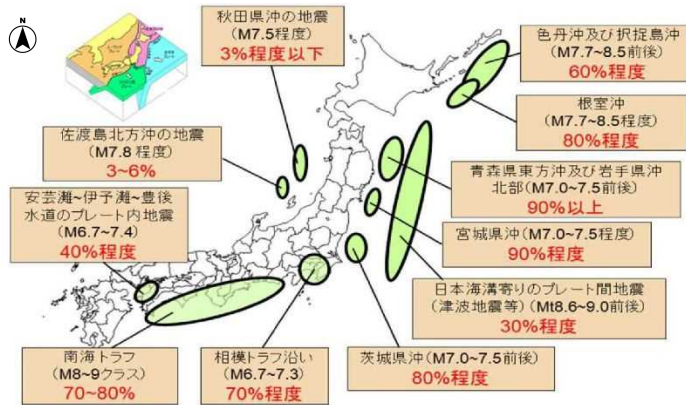 N
秋田県沖の地震
(M7.5程度)
3%程度以下
色丹沖及び択捉島沖
(M7.7~8.5前後)
60%程度
根室沖
(M7.7~8.5程度)
80%程度
佐渡島北方沖の地震
(M7.8 程度)
3~6%
青森県東方沖及び岩手県沖
北部(M7.0~7.5前後)
90%以上
安芸灘~伊予灘~豊後
水道のプレート内地震
(M6.7~7.4)
40%程度
宮城県沖(M7.0~7.5程度)
90%程度
日本海溝寄りのプレート間地震
(津波地震等) (Mt8.6~9.0前後)
30%程度
南海トラフ
(M8~9クラス)
70~80%
相模トラフ沿い
(M6.7~7.3)
70%程度
茨城県沖(M7.0~7.5前後)
80%程度